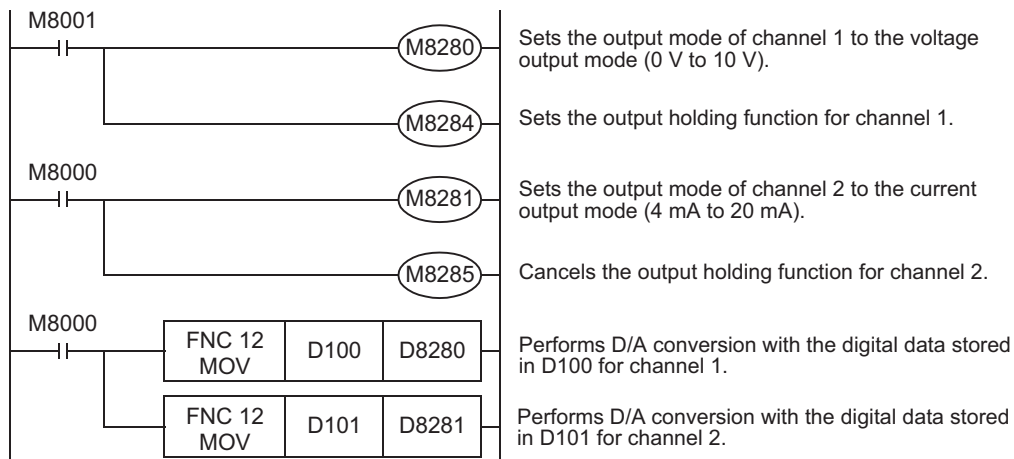 M8001
M8280
Sets the output mode of channel 1 to the voltage
output mode (0 V to 10 V).
M8284
Sets the output holding function for channel 1.
M8000
M8281
Sets the output mode of channel 2 to the current
output mode (4 mA to 20 mA).
M8285
Cancels the output holding function for channel 2.
M8000
FNC 12
MOV
D100
D8280
Performs D/A conversion with the digital data stored
in D100 for channel 1.
FNC 12
MOV
D101
D8281
Performs D/A conversion with the digital data stored
in D101 for channel 2.